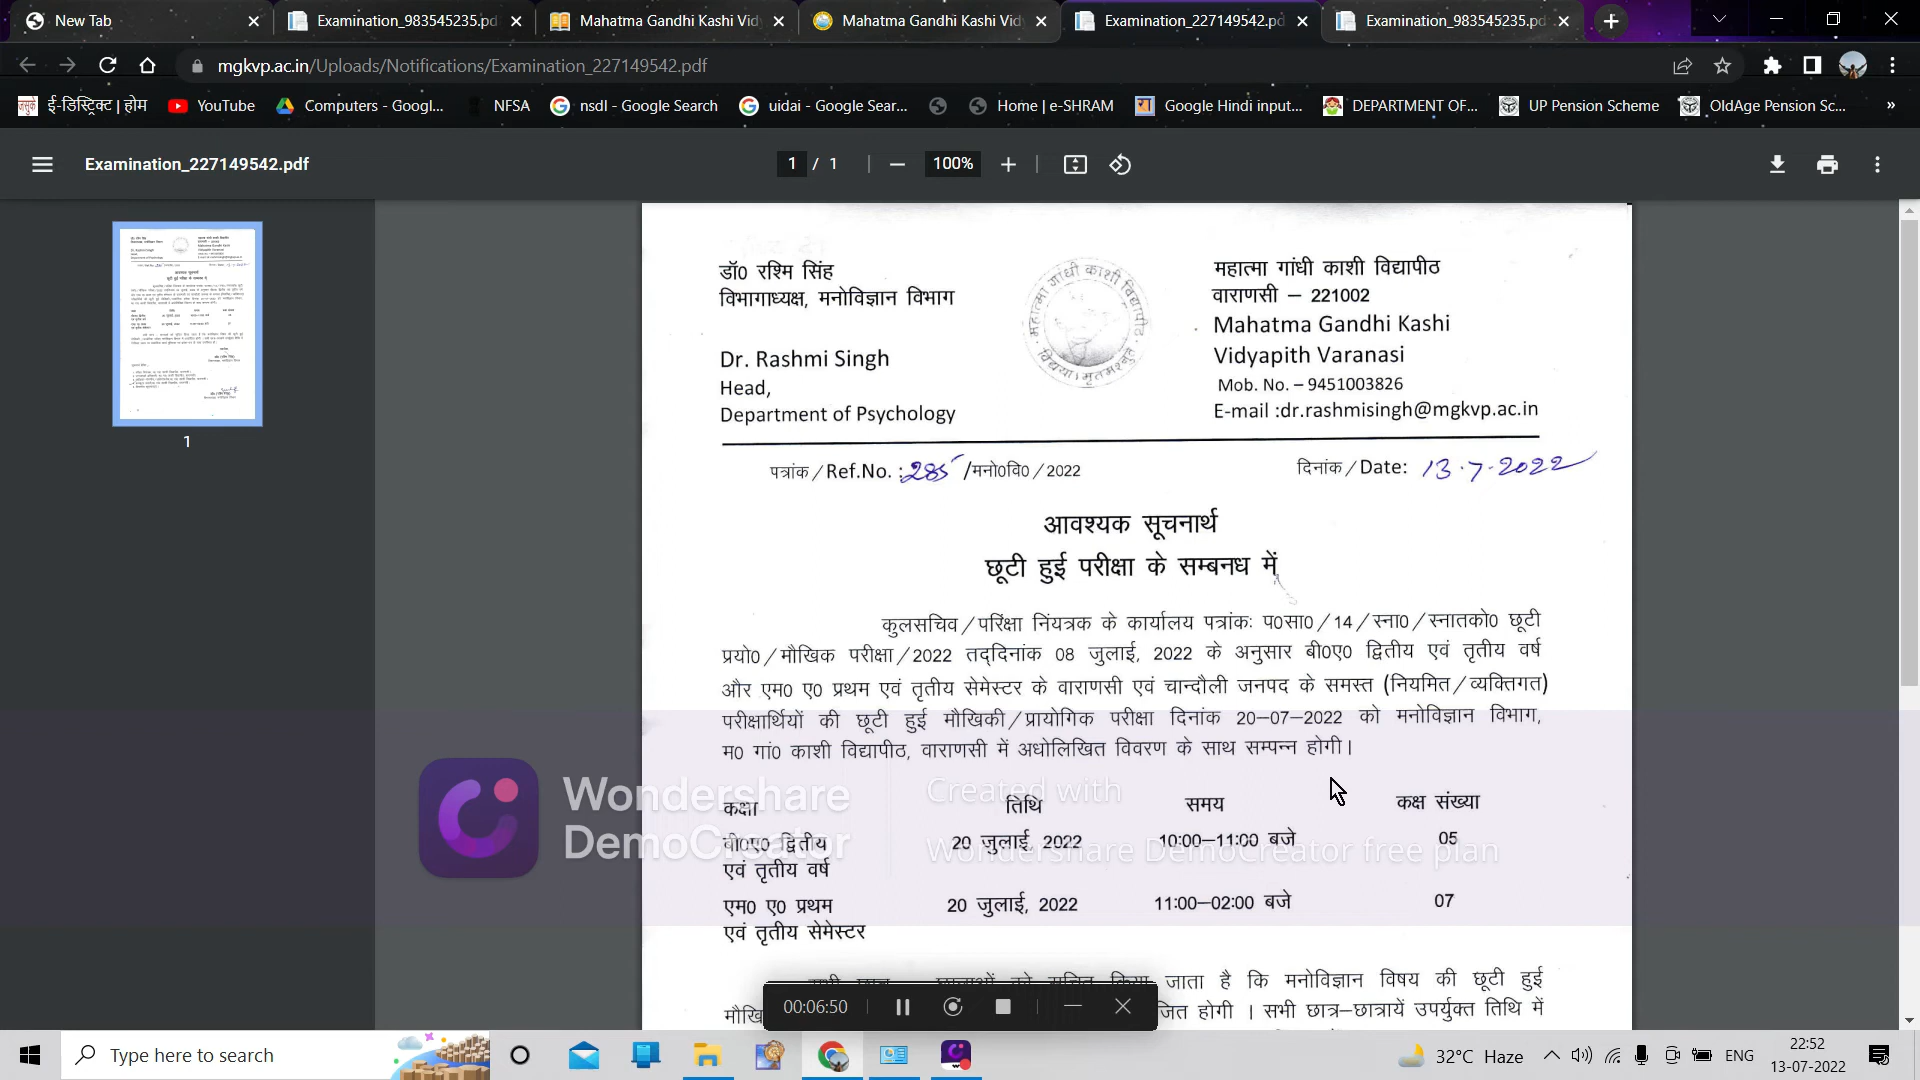 New Tab
Examination_983545235.pd
Mahatma Gandhi Kashi Vid
Mahatma Gandhi Kashi Vid
Examination_227149542.pd
Examination_983545235.pd
mgkvp.ac.in/Uploads/Notifications/Examination_227149542.pdf
ई-डिस्ट्रिक्ट | होम
YouTube
Computers - Googl...
NFSA
nsdl - Google Search
uidai - Google Sear...
Home | e-SHRAM
Google Hindi input...
DEPARTMENT OF...
UP Pension Scheme
OldAge Pension Sc...
»
Examination_227149542.pdf
1 / 1
100%
1
डॉ0 रश्मि सिंह
विभागाध्यक्ष, मनोविज्ञान विभाग
Dr. Rashmi Singh
Head,
Department of Psychology
महात्मा गांधी काशी विद्यापीठ
महात्मा गांधी काशी विद्यापीठ
वाराणसी – 221002
Mahatma Gandhi Kashi
Vidyapith Varanasi
Mob. No. – 9451003826
E-mail :dr.rashmisingh@mgkvp.ac.in
पत्रांक/Ref.No. :285 /मनो0वि0/2022
दिनांक/Date: 13.7.2022
आवश्यक सूचनार्थ
छूटी हुई परीक्षा के सम्बनध में
कुलसचिव/परिंक्षा निंयत्रक के कार्यालय पत्रांकः प0सा0/14/स्ना0/स्नातको0 छूटी
प्रयो0/मौखिक परीक्षा/2022 तद्दिनांक 08 जुलाई, 2022 के अनुसार बी0ए0 द्वितीय एवं तृतीय वर्ष
और एम0 ए0 प्रथम एवं तृतीय सेमेस्टर के वाराणसी एवं चान्दौली जनपद के समस्त (नियमित/व्यक्तिगत)
परीक्षार्थियों की छूटी हुई मौखिकी/प्रायोगिक परीक्षा दिनांक 20–07–2022 को मनोविज्ञान विभाग,
म0 गां0 काशी विद्यापीठ, वाराणसी में अधोलिखित विवरण के साथ सम्पन्न होगी।
कक्षा तिथि समय कक्ष संख्या
बी0ए0 द्वितीय 20 जुलाई, 2022 10:00–11:00 बजे 05
एवं तृतीय वर्ष
एम0 ए0 प्रथम 20 जुलाई, 2022 11:00–02:00 बजे 07
एवं तृतीय सेमेस्टर
जाता है कि मनोविज्ञान विषय की छूटी हुई
होगी । सभी छात्र–छात्रायें उपर्युक्त तिथि में
Wondershare
DemoCreator
Created with
Wondershare DemoCreator free plan
00:06:50
Type here to search
32°C Haze
ENG
22:52
13-07-2022